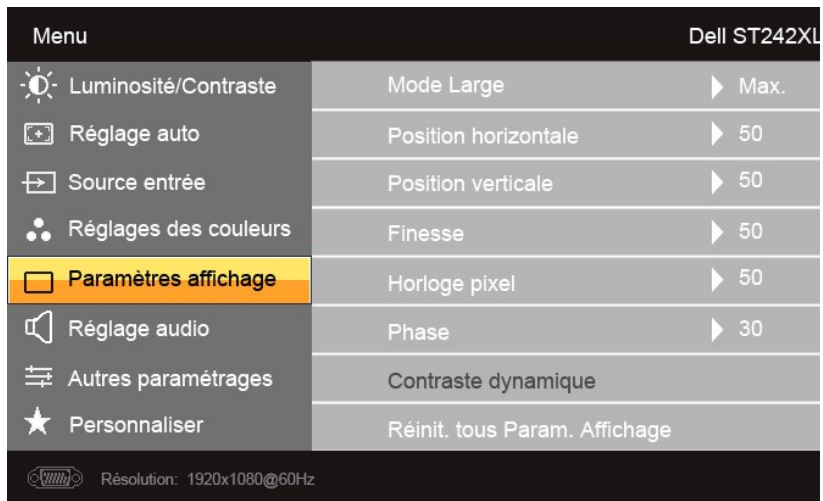 Menu Dell ST242XL
Luminosité/Contraste Mode Large Max.
Réglage auto Position horizontale 50
Source entrée Position verticale 50
Réglages des couleurs Finesse 50
Paramètres affichage Horloge pixel 50
Réglage audio Phase 30
Autres paramétrages Contraste dynamique
Personnaliser Réinit. tous Param. Affichage
Résolution: 1920x1080@60Hz